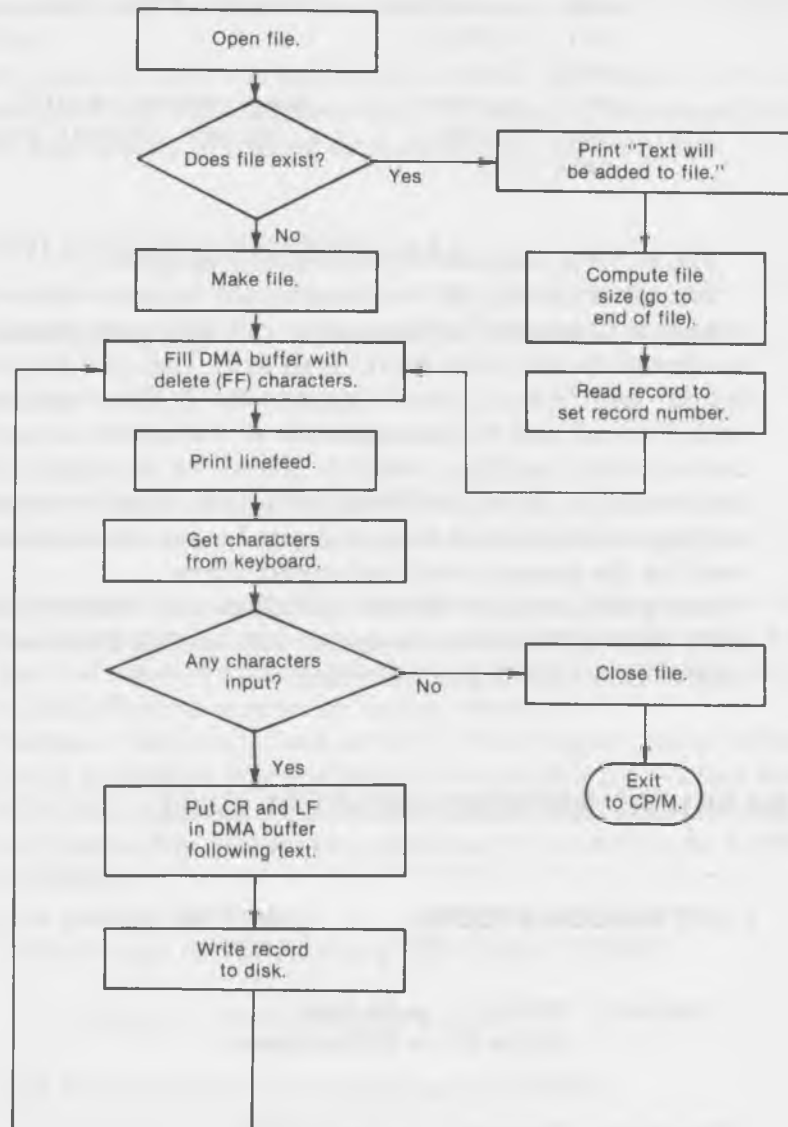 Open file.
Does file exist?
Yes
Print "Text will
be added to file."
No
Make file.
Compute file
size (go to
end of file).
Fill DMA buffer with
delete (FF) characters.
Read record to
set record number.
Print linefeed.
Get characters
from keyboard.
Any characters
input?
No
Close file.
Yes
Exit
to CP/M.
Put CR and LF
in DMA buffer
following text.
Write record
to disk.